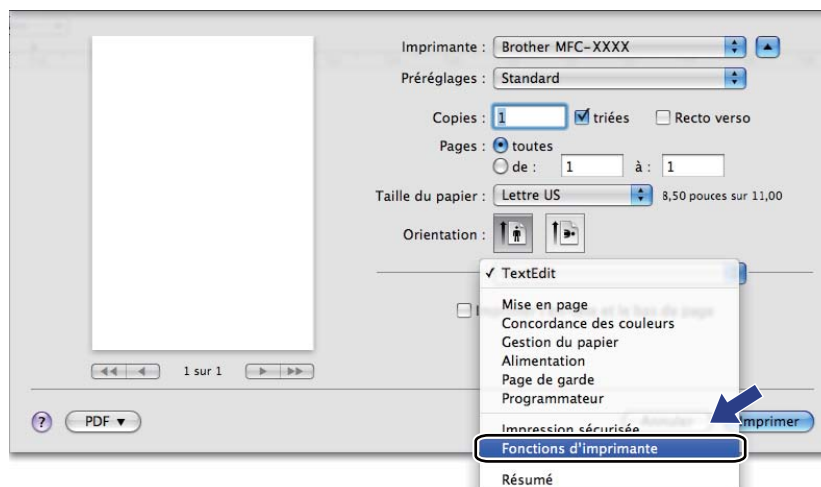 Imprimante : Brother MFC-XXXX
Préréglages : Standard
Copies : 1 triées Recto verso
Pages : toutes
de : 1 à : 1
Taille du papier : Lettre US 8,50 pouces sur 11,00
Orientation :
TextEdit
Mise en page
Concordance des couleurs
Gestion du papier
Alimentation
Page de garde
Programmateur
Impression sécurisée
Fonctions d'imprimante
Résumé
1 sur 1
? PDF Annuler Imprimer